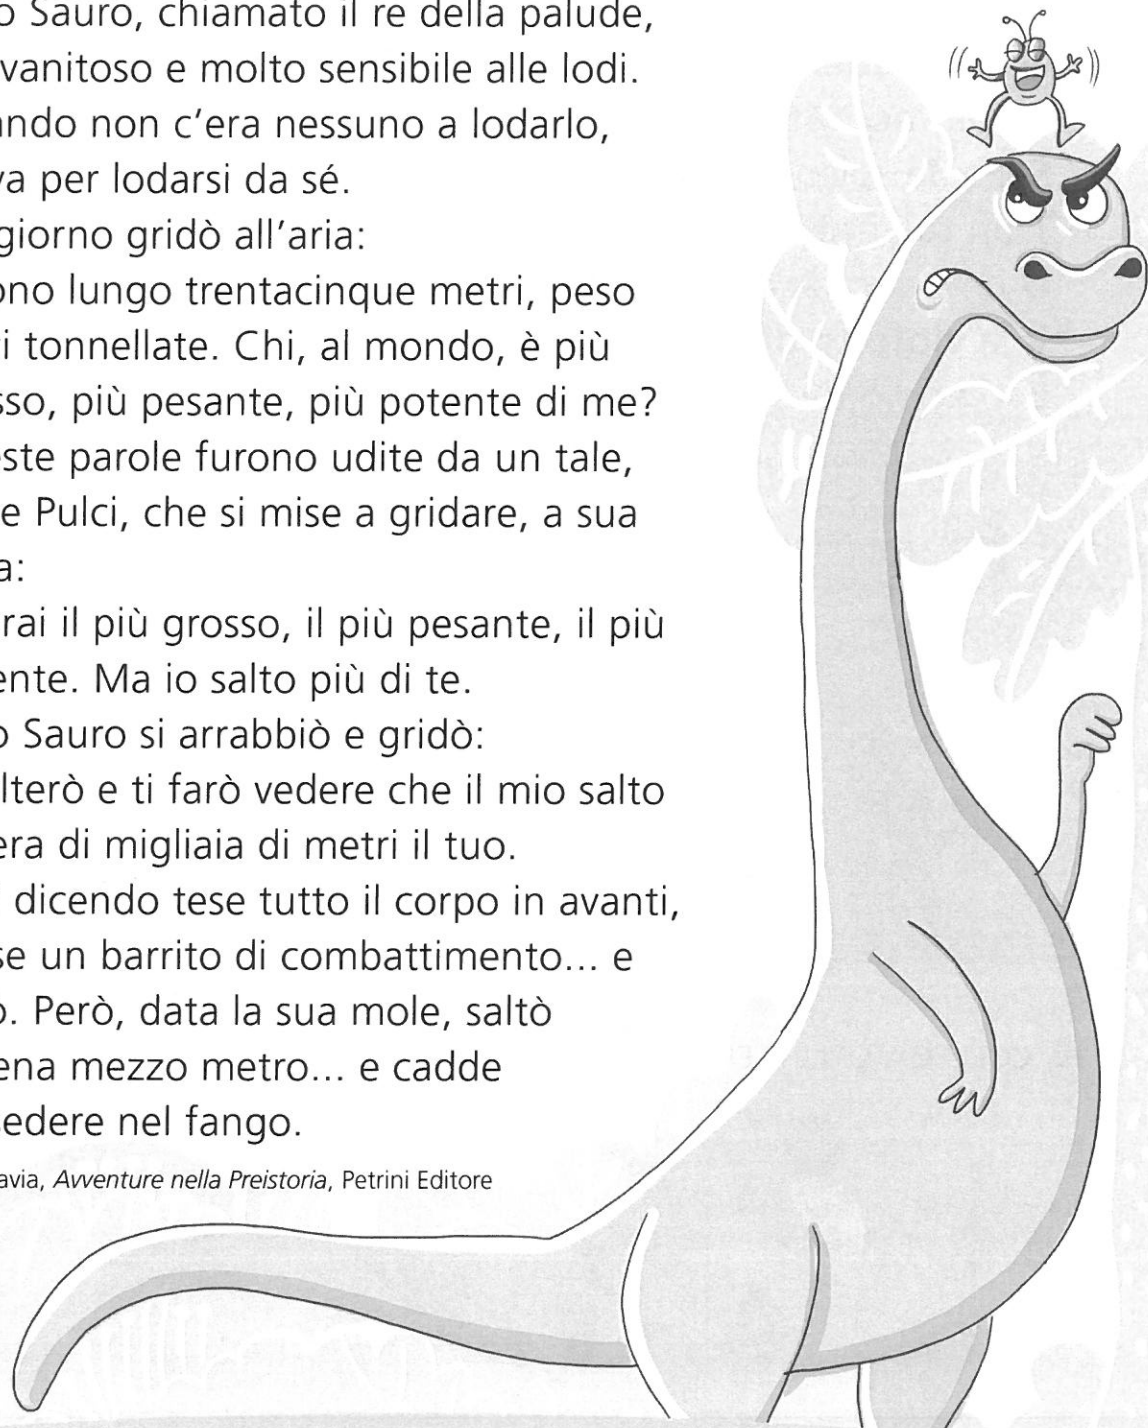 o Sauro, chiamato il re della palude,
vanitoso e molto sensibile alle lodi.
ando non c'era nessuno a lodarlo,
va per lodarsi da sé.
giorno gridò all'aria:
ono lungo trentacinque metri, peso
i tonnellate. Chi, al mondo, è più
sso, più pesante, più potente di me?
este parole furono udite da un tale,
e Pulci, che si mise a gridare, a sua
a:
rai il più grosso, il più pesante, il più
ente. Ma io salto più di te.
o Sauro si arrabbiò e gridò:
lterò e ti farò vedere che il mio salto
era di migliaia di metri il tuo.
dicendo tese tutto il corpo in avanti,
se un barrito di combattimento... e
o. Però, data la sua mole, saltò
ena mezzo metro... e cadde
sedere nel fango.
avia, Avventure nella Preistoria, Petrini Editore